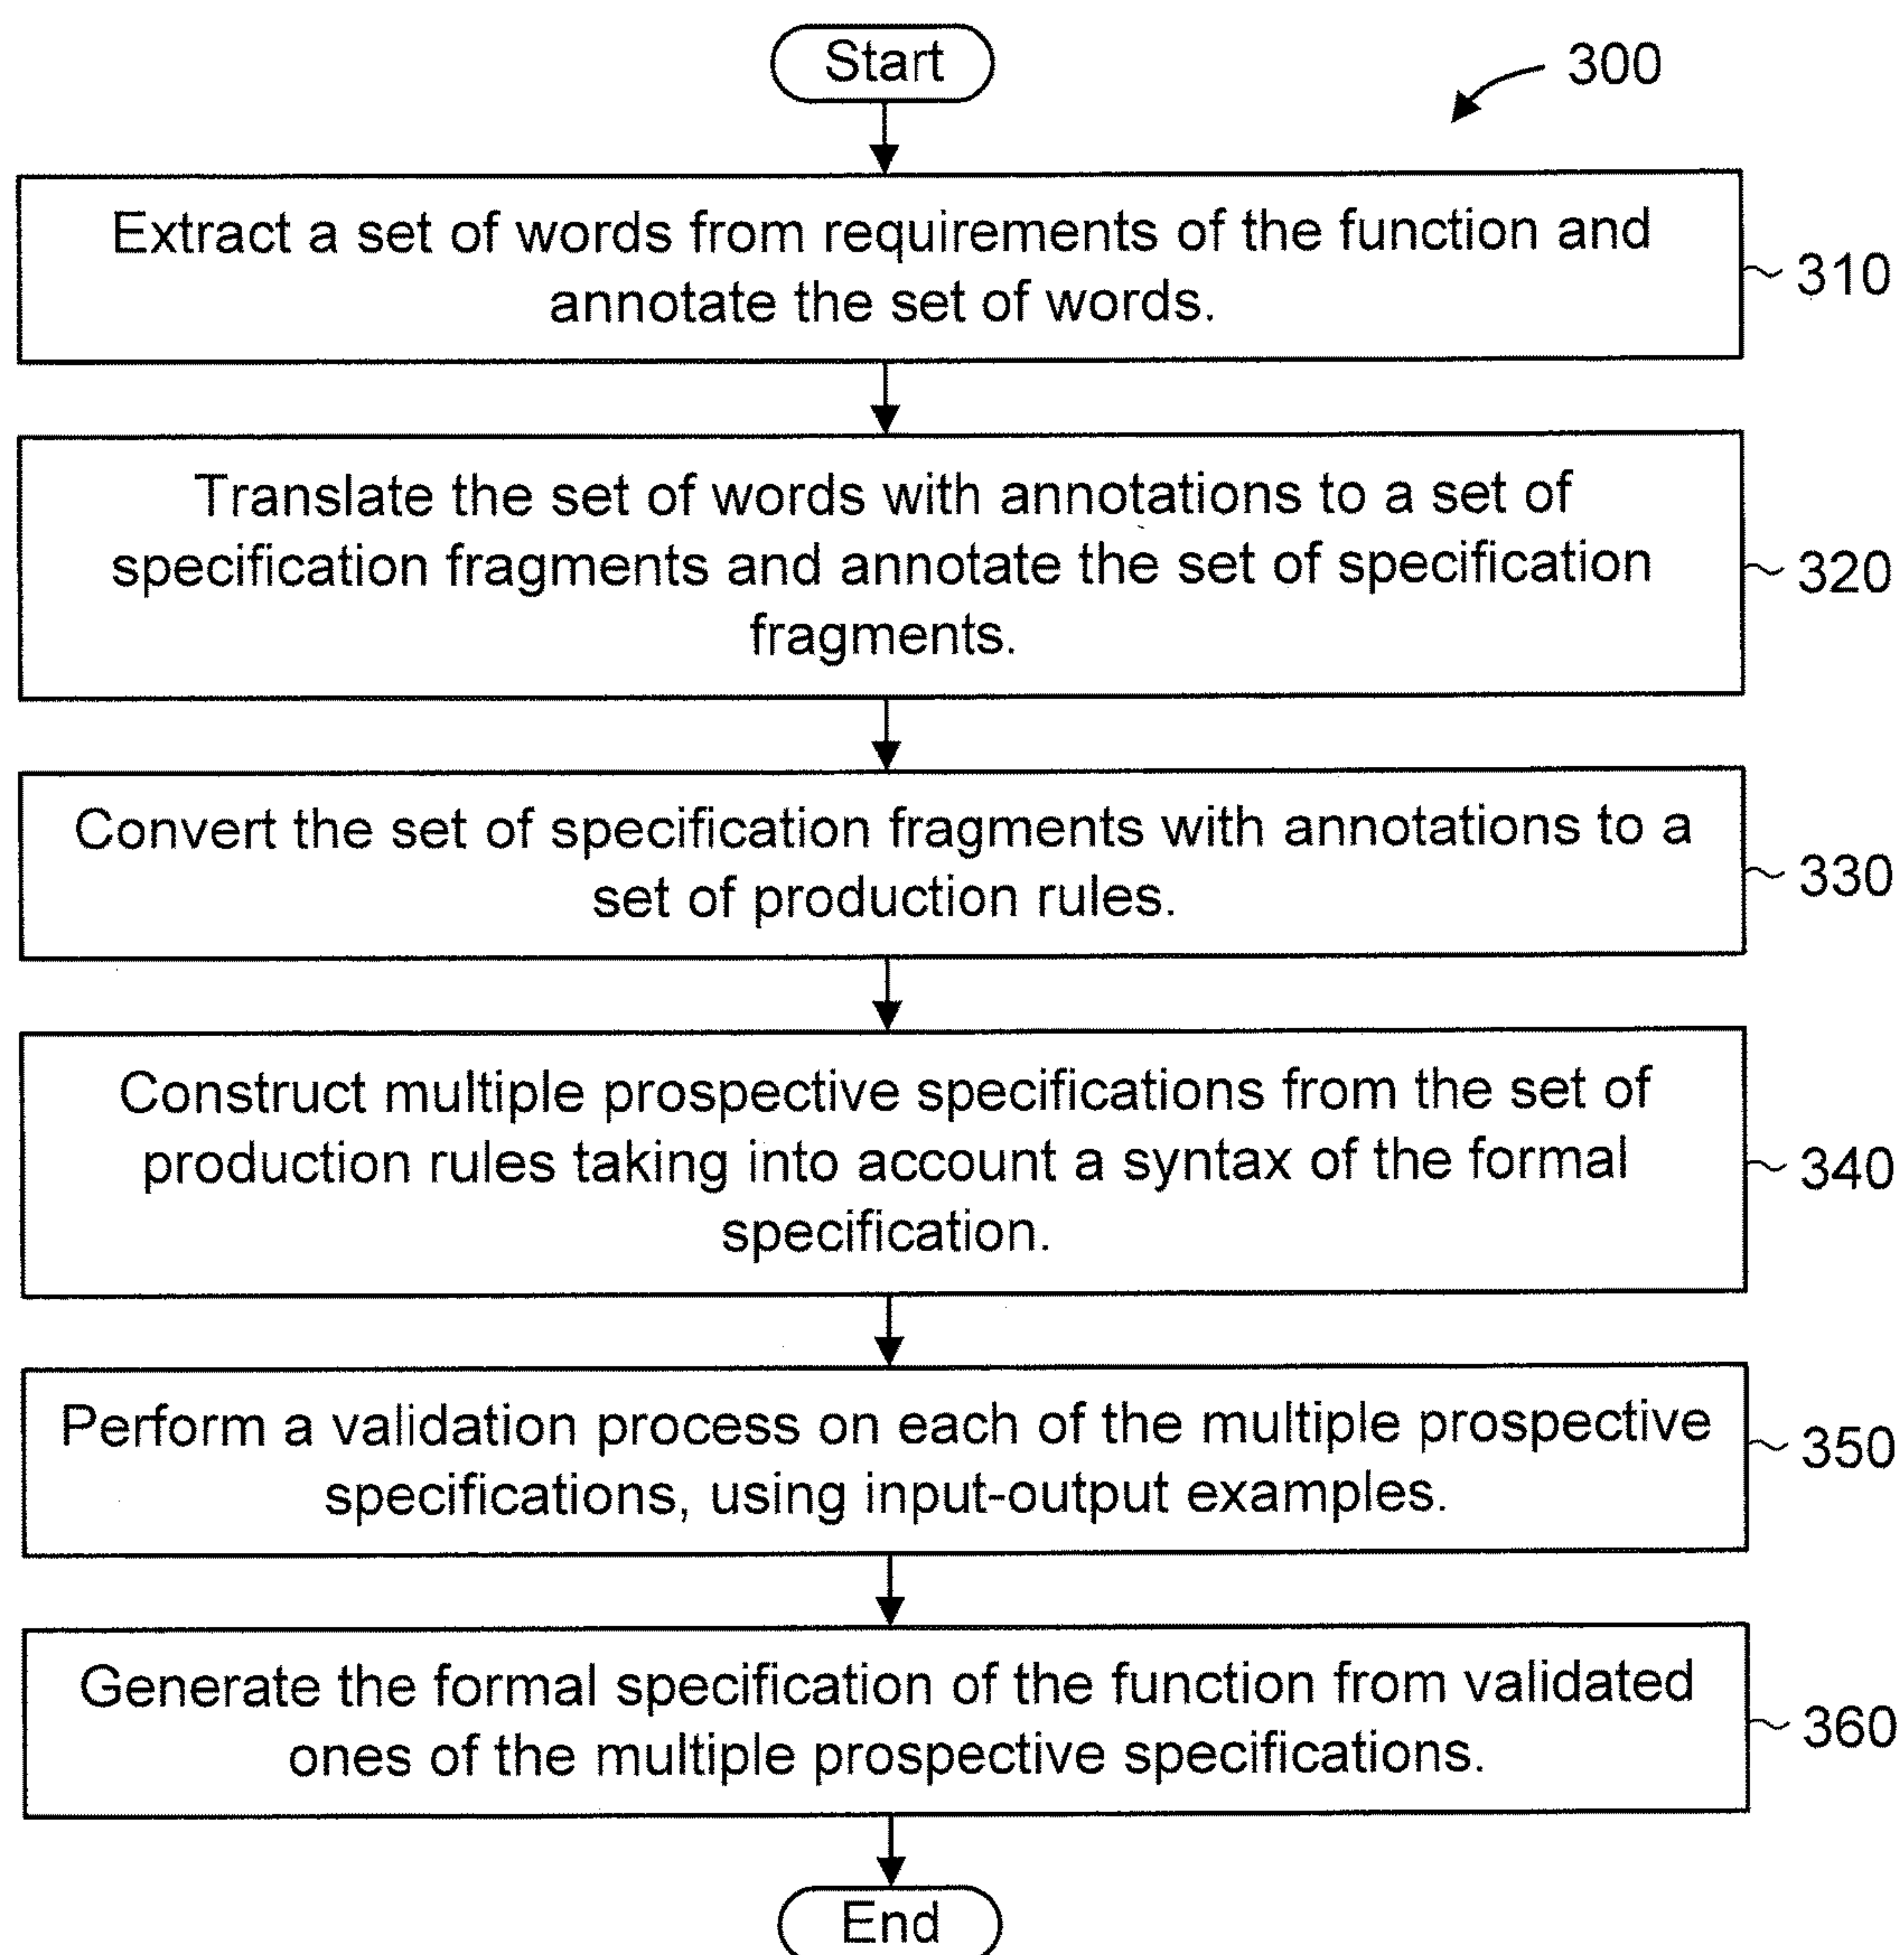 Start
300
Extract a set of words from requirements of the function and
annotate the set of words.
310
Translate the set of words with annotations to a set of
specification fragments and annotate the set of specification
fragments.
320
Convert the set of specification fragments with annotations to a
set of production rules.
330
Construct multiple prospective specifications from the set of
production rules taking into account a syntax of the formal
specification.
340
Perform a validation process on each of the multiple prospective
specifications, using input-output examples.
350
Generate the formal specification of the function from validated
ones of the multiple prospective specifications.
360
End